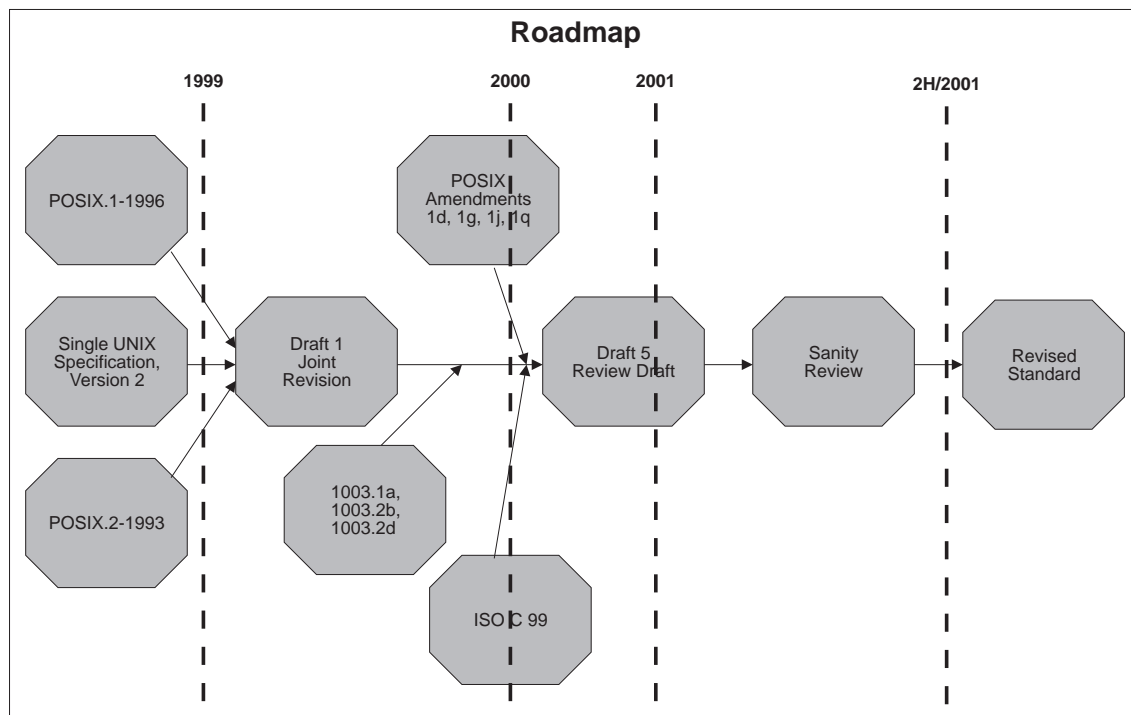 Roadmap
1999
2000
2001
2H/2001
POSIX.1-1996
POSIX
Amendments
1d, 1g, 1j, 1q
Single UNIX
Specification,
Version 2
Draft 1
Joint
Revision
Draft 5
Review Draft
Sanity
Review
Revised
Standard
POSIX.2-1993
1003.1a,
1003.2b,
1003.2d
ISO C 99